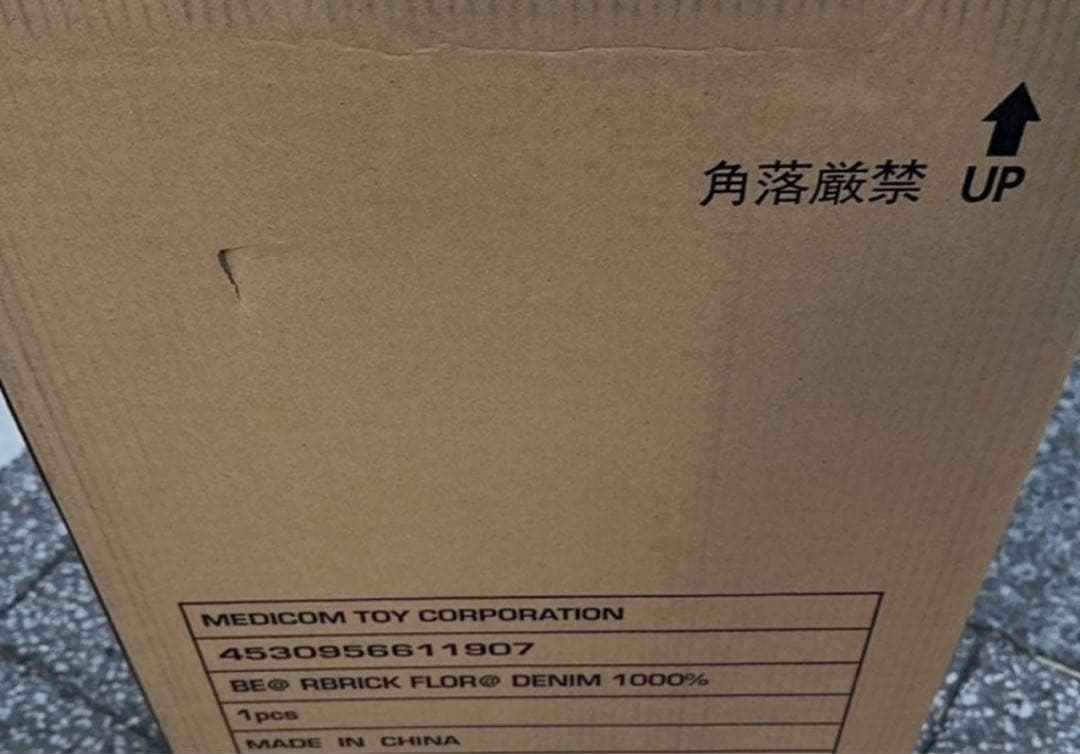 角落厳禁 UP
MEDICOM TOY CORPORATION
4530956611907
BE@ RBRICK FLOR@ DENIM 1000%
1pcs
MADE IN CHINA